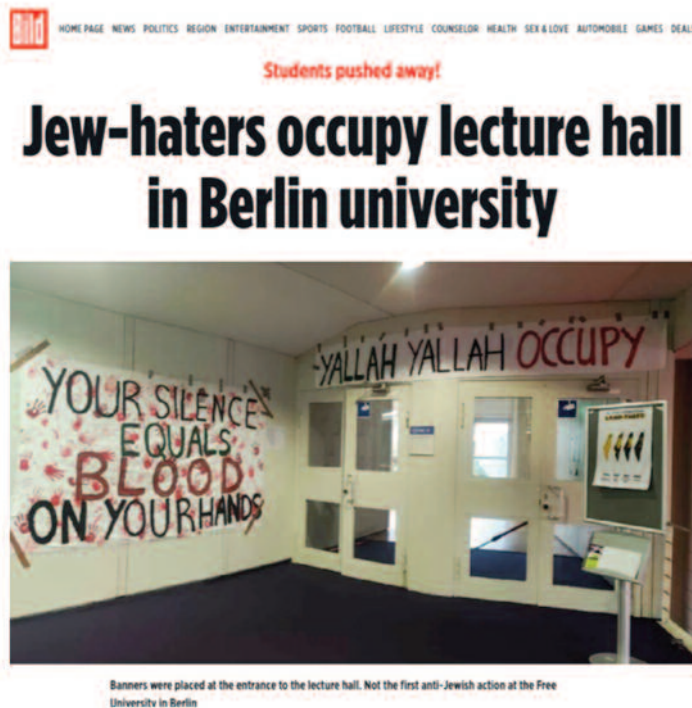 Bild HOME PAGE NEWS POLITICS REGION ENTERTAINMENT SPORTS FOOTBALL LIFESTYLE COUNSELOR HEALTH SEX & LOVE AUTOMOBILE GAMES DEAL
Students pushed away!
Jew-haters occupy lecture hall
in Berlin university
YALLAH YALLAH OCCUPY
YOUR SILENCE
EQUALS
BLOOD
ON YOUR HANDS
Banners were placed at the entrance to the lecture hall. Not the first anti-Jewish action at the Free
University in Berlin